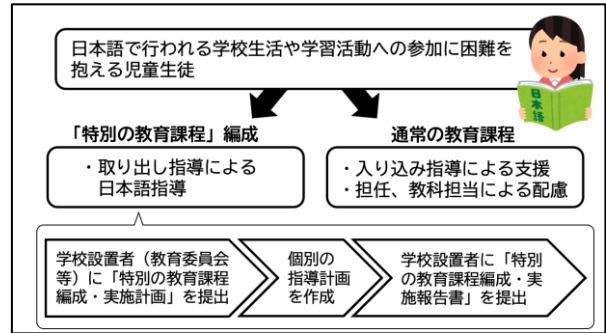 日本語で行われる学校生活や学習活動への参加に困難を
抱える児童生徒
日本語
「特別の教育課程」編成
通常の教育課程
・取り出し指導による
日本語指導
・入り込み指導による支援
・担任、教科担当による配慮
学校設置者（教育委員会
等）に「特別の教育課程
編成・実施計画」を提出
個別の
指導計画
を作成
学校設置者に「特別
の教育課程編成・実
施報告書」を提出